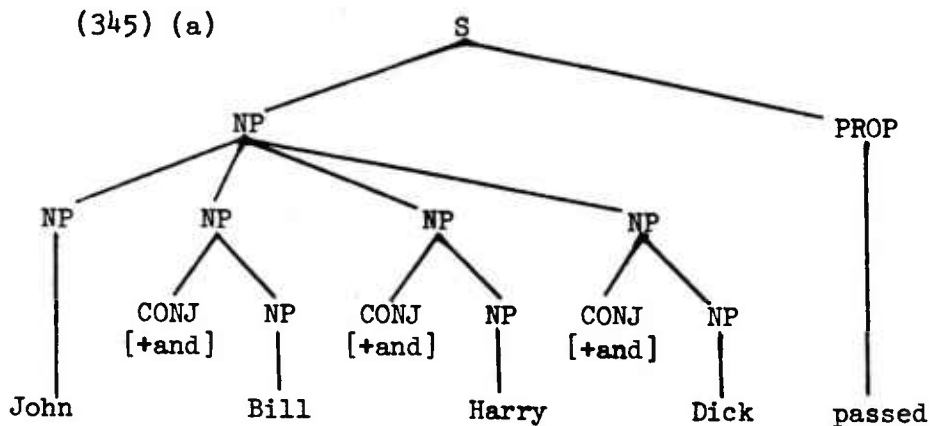 (345) (a)
S
NP PROP
NP NP NP NP
CONJ NP CONJ NP CONJ NP
[+and] [+and] [+and]
John Bill Harry Dick passed